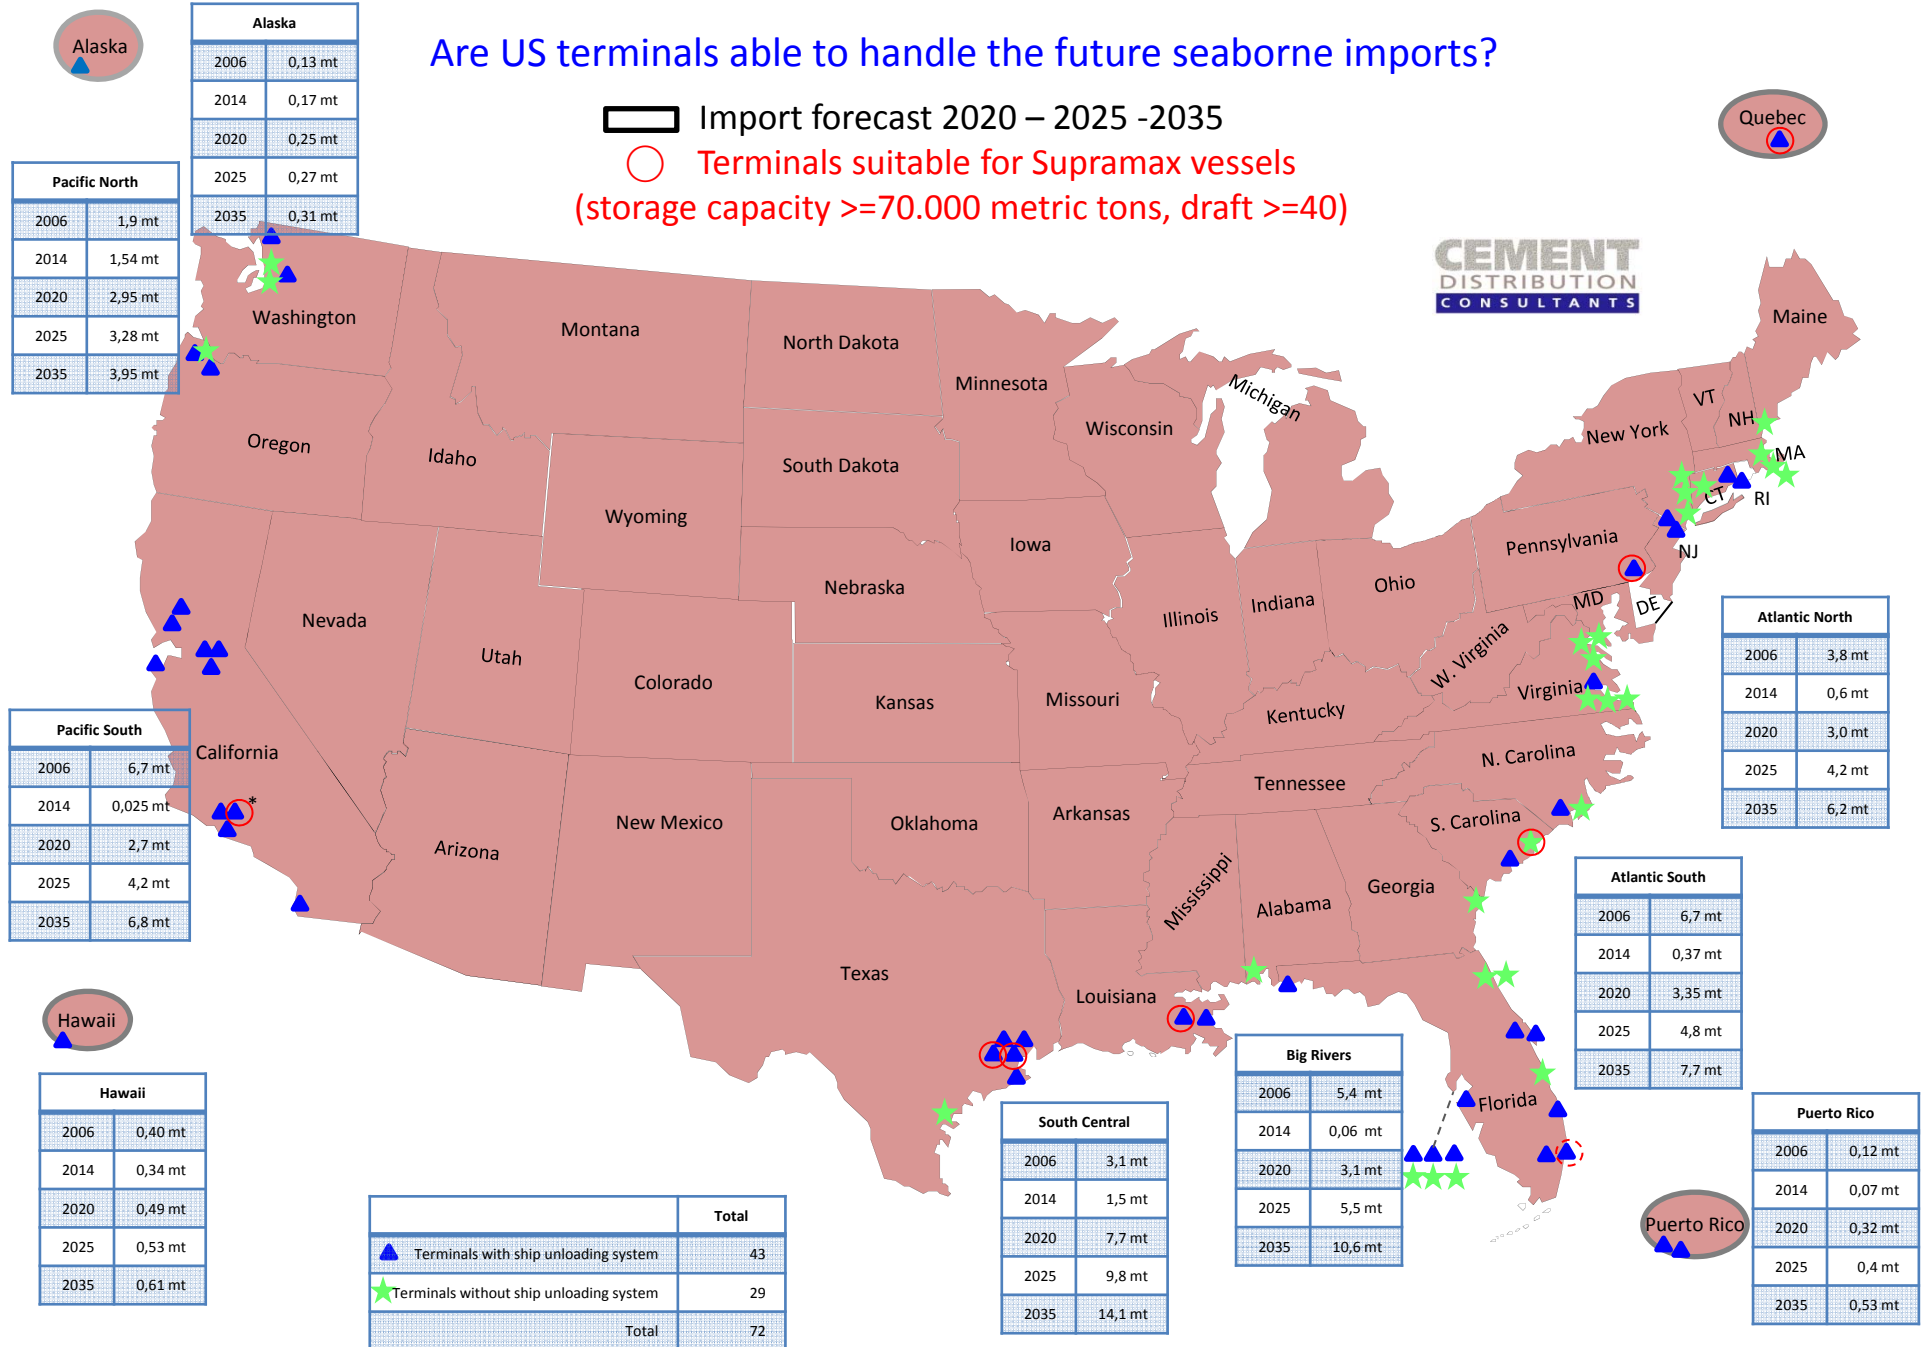 Are US terminals able to handle the future seaborne imports?
Import forecast 2020 – 2025 -2035
Terminals suitable for Supramax vessels
(storage capacity >=70.000 metric tons, draft >=40)
CEMENT
DISTRIBUTION
CONSULTANTS
Alaska
Quebec
Alaska
2006 0,13 mt
2014 0,17 mt
2020 0,25 mt
2025 0,27 mt
2035 0,31 mt
Pacific North
2006 1,9 mt
2014 1,54 mt
2020 2,95 mt
2025 3,28 mt
2035 3,95 mt
Washington
Montana
North Dakota
Minnesota
Wisconsin
Michigan
Maine
VT
NH
MA
New York
CT
RI
NJ
Pennsylvania
Oregon
Idaho
Wyoming
South Dakota
Iowa
Nebraska
Illinois
Indiana
Ohio
MD
DE
W. Virginia
Virginia
Nevada
Utah
Colorado
Kansas
Missouri
Kentucky
N. Carolina
Tennessee
S. Carolina
California
*
Arizona
New Mexico
Oklahoma
Arkansas
Mississippi
Alabama
Georgia
Texas
Louisiana
Florida
Atlantic North
2006 3,8 mt
2014 0,6 mt
2020 3,0 mt
2025 4,2 mt
2035 6,2 mt
Pacific South
2006 6,7 mt
2014 0,025 mt
2020 2,7 mt
2025 4,2 mt
2035 6,8 mt
Atlantic South
2006 6,7 mt
2014 0,37 mt
2020 3,35 mt
2025 4,8 mt
2035 7,7 mt
Hawaii
Hawaii
2006 0,40 mt
2014 0,34 mt
2020 0,49 mt
2025 0,53 mt
2035 0,61 mt
Big Rivers
2006 5,4 mt
2014 0,06 mt
2020 3,1 mt
2025 5,5 mt
2035 10,6 mt
South Central
2006 3,1 mt
2014 1,5 mt
2020 7,7 mt
2025 9,8 mt
2035 14,1 mt
Puerto Rico
Puerto Rico
2006 0,12 mt
2014 0,07 mt
2020 0,32 mt
2025 0,4 mt
2035 0,53 mt
Total
Terminals with ship unloading system 43
Terminals without ship unloading system 29
Total 72